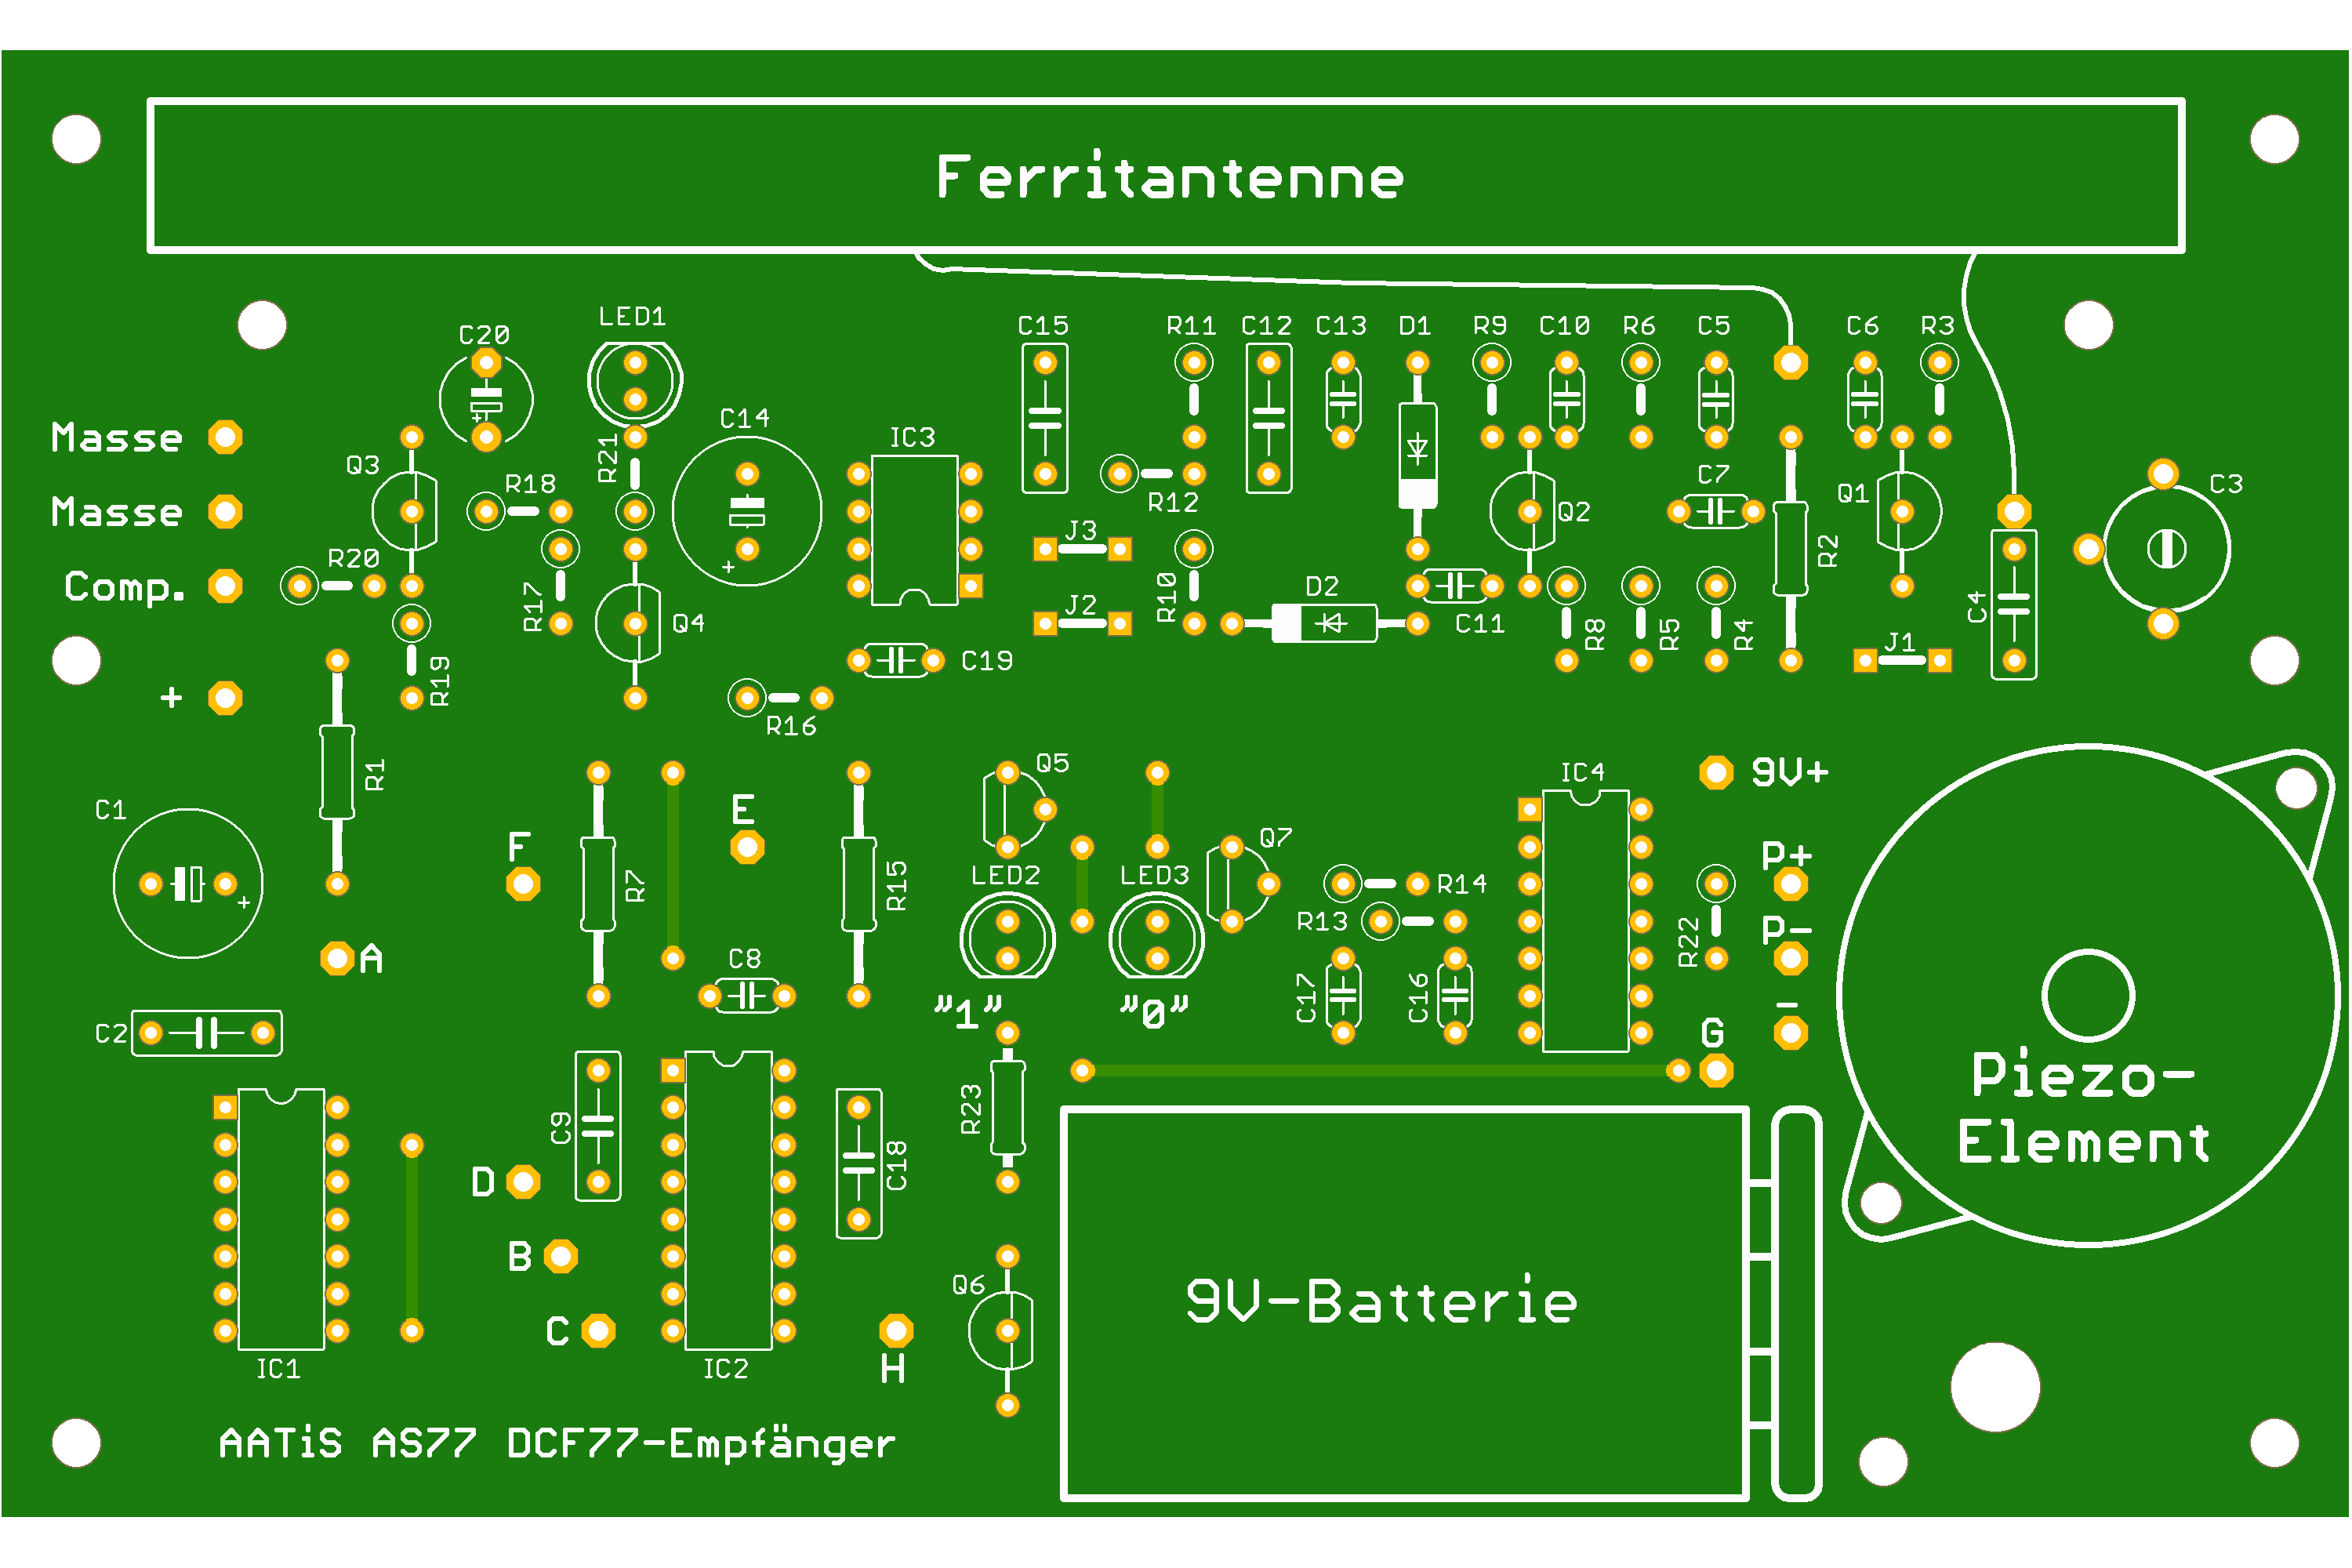 Ferritantenne
LED1
C20
C15
R11
C12
C13
D1
R9
C10
R6
C5
C6
R3
C14
Masse
Q3
R21
IC3
R18
R12
C7
Q1
C3
Masse
Q2
J3
R2
R20
Comp.
R17
R10
D2
C4
J2
Q4
C11
R8
R5
R4
J1
C19
R19
+
R16
R1
Q5
IC4
9V+
C1
E
F
Q7
P+
R7
R15
LED2
LED3
R14
R13
R22
P-
A
C8
C17
C16
"1"
"0"
-
C2
G
Piezo-
Element
C9
R23
C18
D
B
Q6
9V-Batterie
C
H
IC1
IC2
+
+
+
AATiS AS77 DCF77-Empfänger